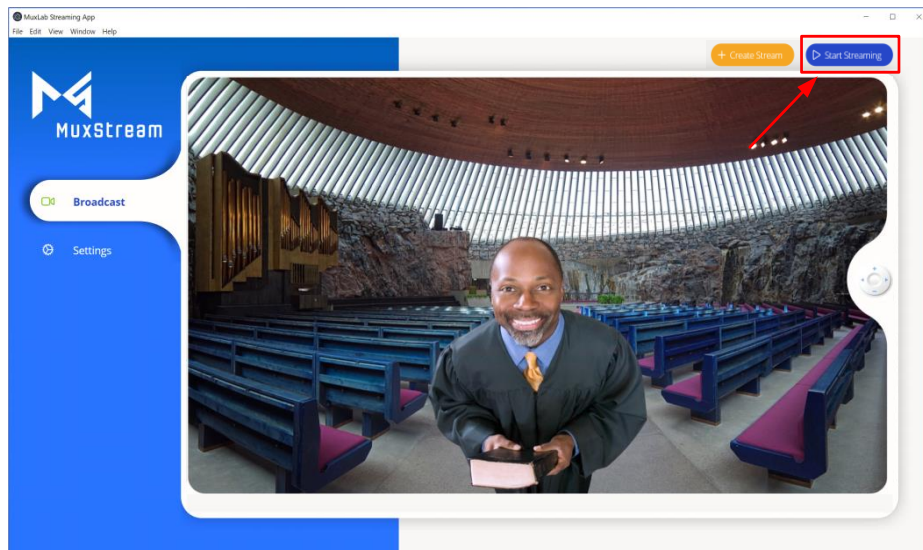 MuxLab Streaming App
File Edit View Window Help
+ Create Stream
Start Streaming
MuxStream
Broadcast
Settings